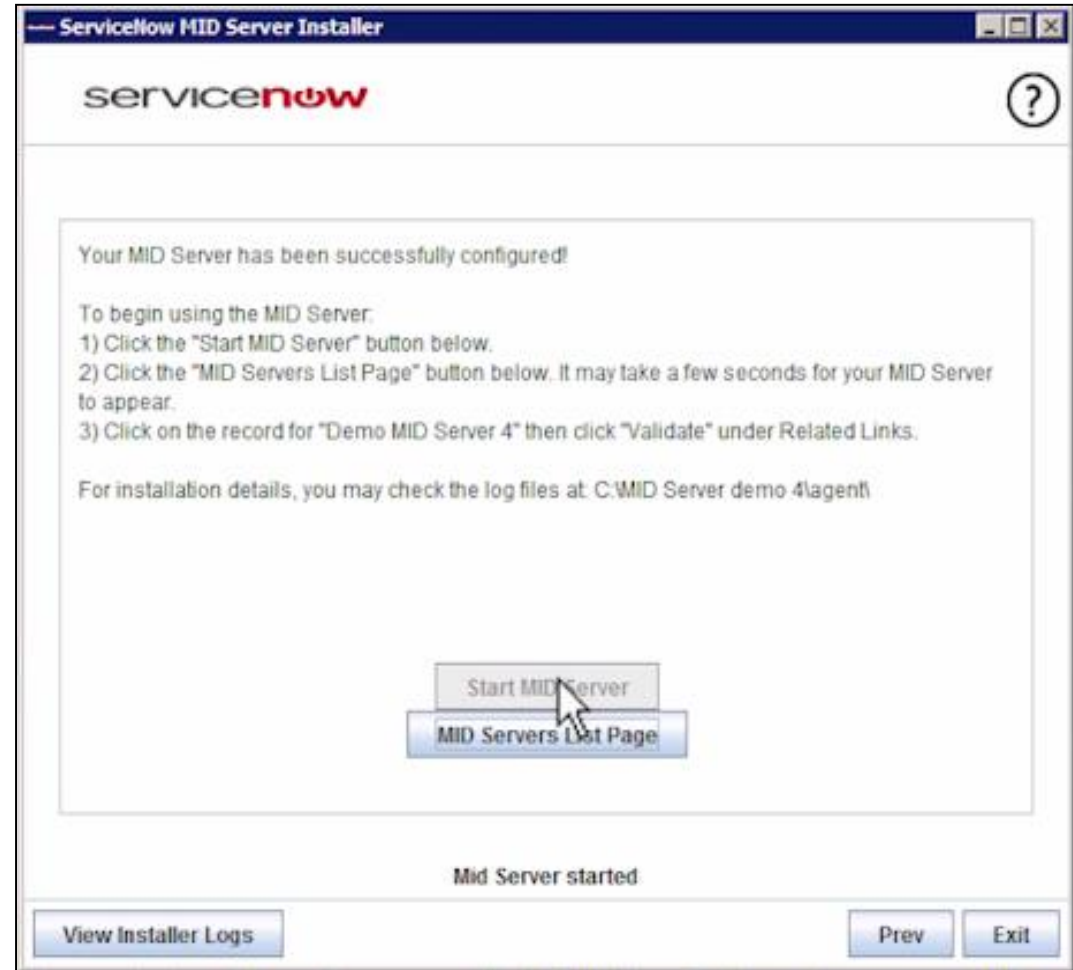 ServiceNow MID Server Installer
servicenow
?
Your MID Server has been successfully configured!
To begin using the MID Server:
1) Click the "Start MID Server" button below.
2) Click the "MID Servers List Page" button below. It may take a few seconds for your MID Server
to appear.
3) Click on the record for "Demo MID Server 4" then click "Validate" under Related Links.
For installation details, you may check the log files at: C:\MID Server demo 4\agent\
Start MID Server
MID Servers List Page
Mid Server started
View Installer Logs
Prev
Exit